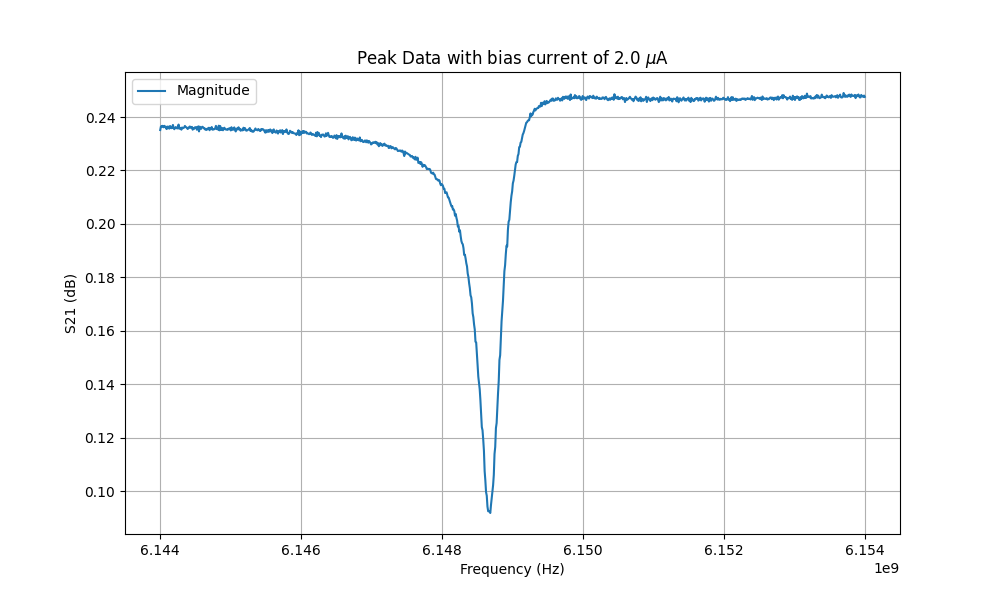 Peak Data with bias current of 2.0 μA
Magnitude
S21 (dB)
0.24
0.22
0.20
0.18
0.16
0.14
0.12
0.10
6.144 6.146 6.148 6.150 6.152 6.154
1e9
Frequency (Hz)